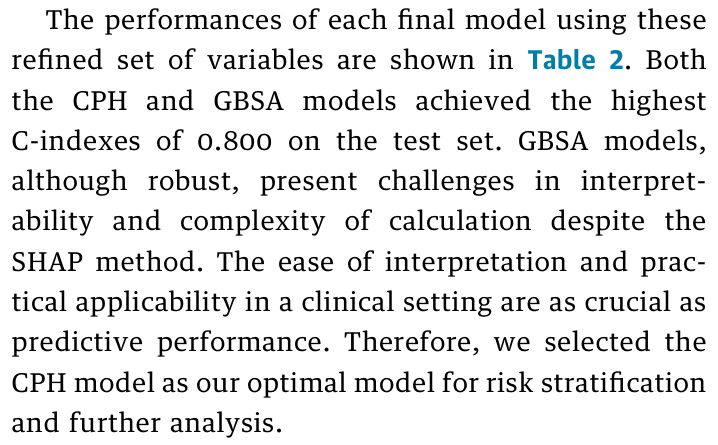 The performances of each final model using these
refined set of variables are shown in Table 2. Both
the CPH and GBSA models achieved the highest
C-indexes of 0.800 on the test set. GBSA models,
although robust, present challenges in interpret-
ability and complexity of calculation despite the
SHAP method. The ease of interpretation and prac-
tical applicability in a clinical setting are as crucial as
predictive performance. Therefore, we selected the
CPH model as our optimal model for risk stratification
and further analysis.